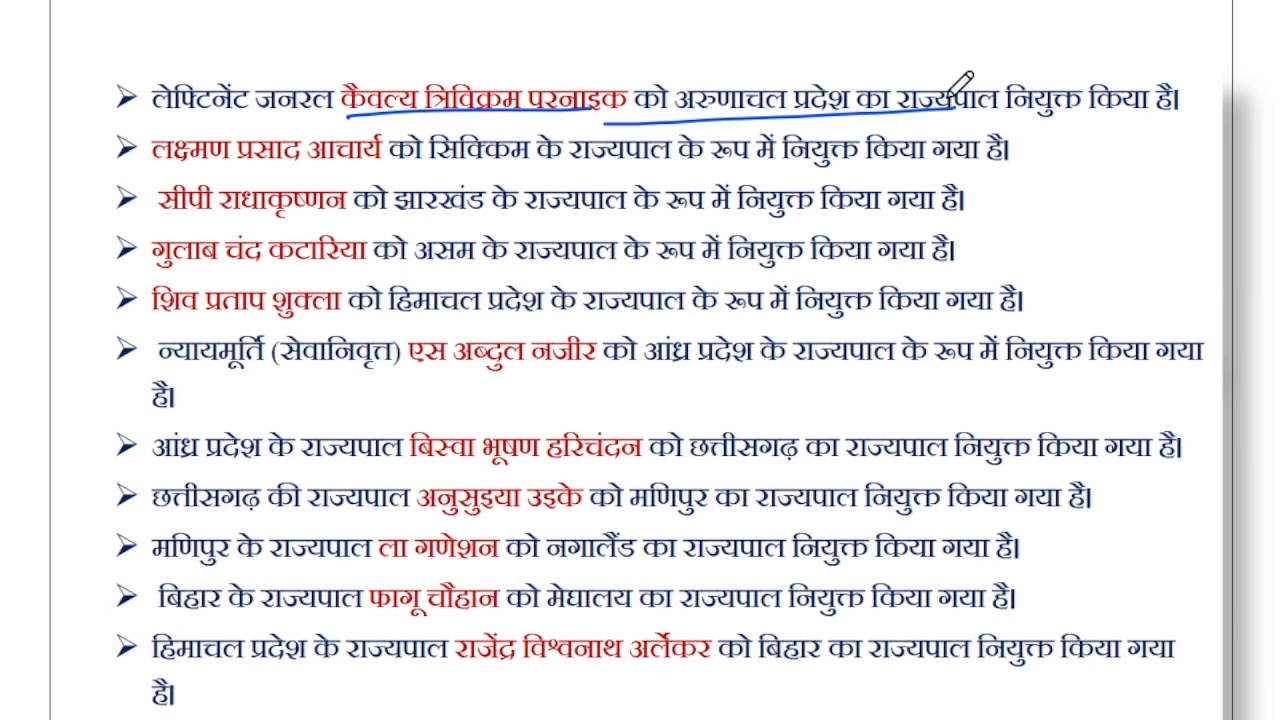 ➢ लेफ्टिनेंट जनरल कैवल्य त्रिविक्रम परनाइक को अरुणाचल प्रदेश का राज्यपाल नियुक्त किया है।
➢ लक्ष्मण प्रसाद आचार्य को सिक्किम के राज्यपाल के रूप में नियुक्त किया गया है।
➢ सीपी राधाकृष्णन को झारखंड के राज्यपाल के रूप में नियुक्त किया गया है।
➢ गुलाब चंद कटारिया को असम के राज्यपाल के रूप में नियुक्त किया गया है।
➢ शिव प्रताप शुक्ला को हिमाचल प्रदेश के राज्यपाल के रूप में नियुक्त किया गया है।
➢ न्यायमूर्ति (सेवानिवृत्त) एस अब्दुल नजीर को आंध्र प्रदेश के राज्यपाल के रूप में नियुक्त किया गया
है।
➢ आंध्र प्रदेश के राज्यपाल बिस्वा भूषण हरिचंदन को छत्तीसगढ़ का राज्यपाल नियुक्त किया गया है।
➢ छत्तीसगढ़ की राज्यपाल अनुसुइया उइके को मणिपुर का राज्यपाल नियुक्त किया गया है।
➢ मणिपुर के राज्यपाल ला गणेशन को नगालैंड का राज्यपाल नियुक्त किया गया है।
➢ बिहार के राज्यपाल फागू चौहान को मेघालय का राज्यपाल नियुक्त किया गया है।
➢ हिमाचल प्रदेश के राज्यपाल राजेंद्र विश्वनाथ अर्लेकर को बिहार का राज्यपाल नियुक्त किया गया
है।